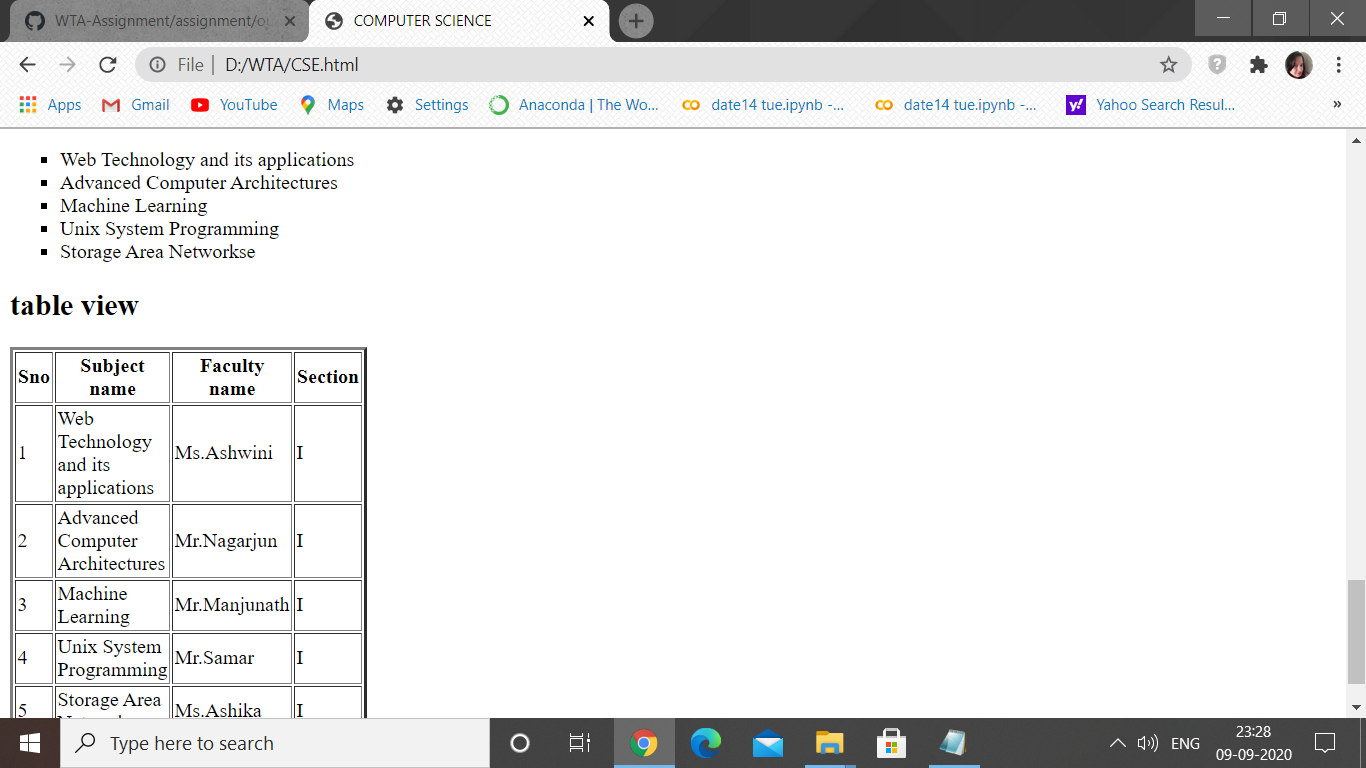 WTA-Assignment/assignment/ou
COMPUTER SCIENCE
File | D:/WTA/CSE.html
Apps Gmail YouTube Maps Settings Anaconda | The Wo... date14 tue.ipynb -... date14 tue.ipynb -... y! Yahoo Search Resul... »
Web Technology and its applications
Advanced Computer Architectures
Machine Learning
Unix System Programming
Storage Area Networkse
table view
Sno Subject name Faculty name Section
1 Web Technology and its applications Ms.Ashwini I
2 Advanced Computer Architectures Mr.Nagarjun I
3 Machine Learning Mr.Manjunath I
4 Unix System Programming Mr.Samar I
5 Storage Area Ms.Ashika I
Type here to search
ENG
23:28
09-09-2020